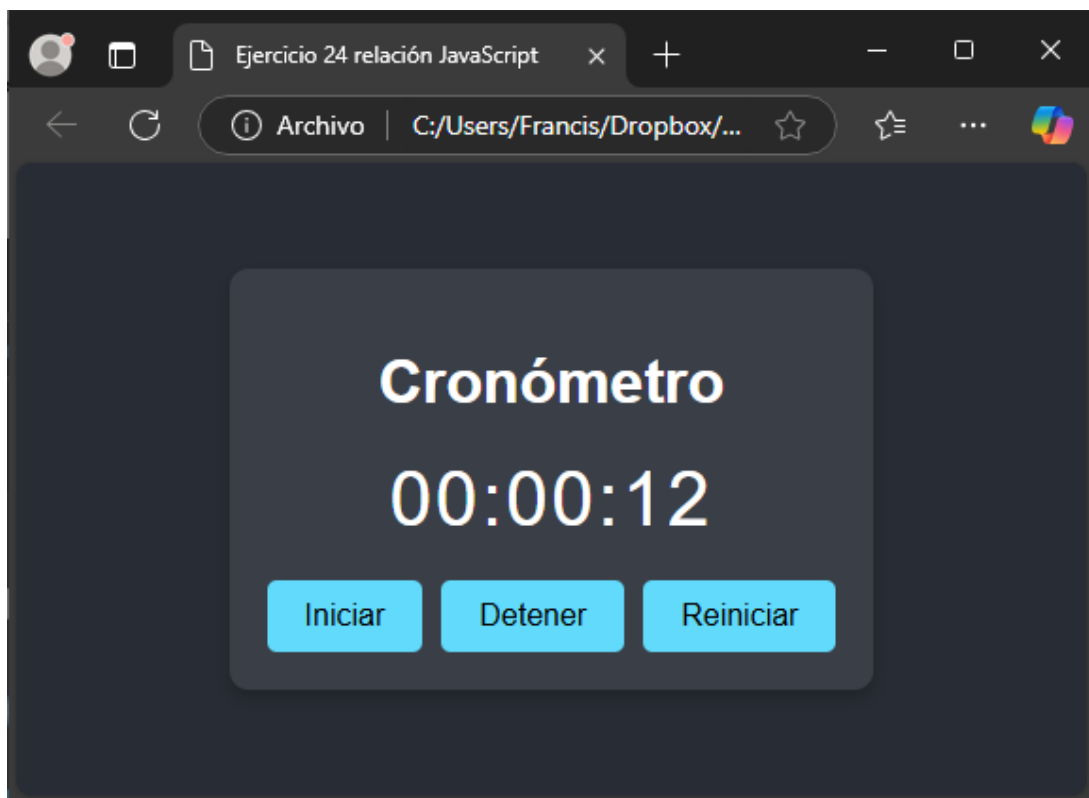 Ejercicio 24 relación JavaScript
Archivo C:/Users/Francis/Dropbox/...
Cronómetro
00:00:12
Iniciar Detener Reiniciar